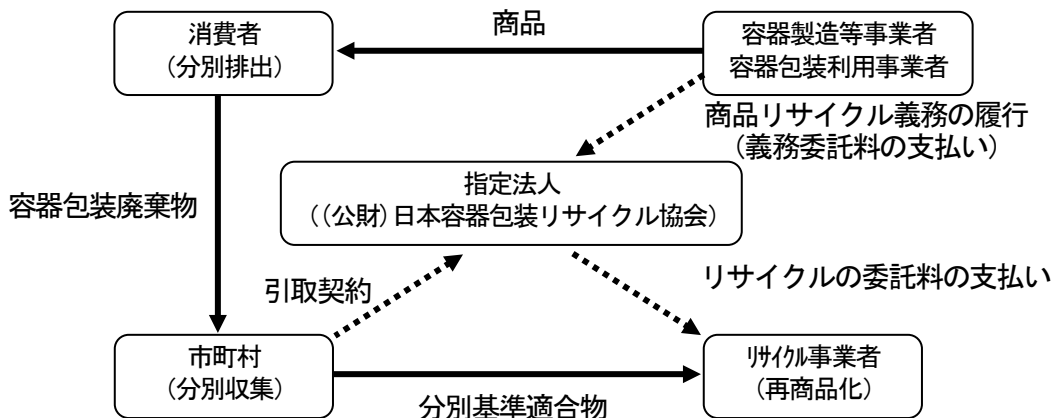 商品
消費者
（分別排出）
容器製造等事業者
容器包装利用事業者
商品リサイクル義務の履行
（義務委託料の支払い）
指定法人
（（公財）日本容器包装リサイクル協会）
容器包装廃棄物
引取契約
リサイクルの委託料の支払い
市町村
（分別収集）
ﾘｻｲｸﾙ事業者
（再商品化）
分別基準適合物